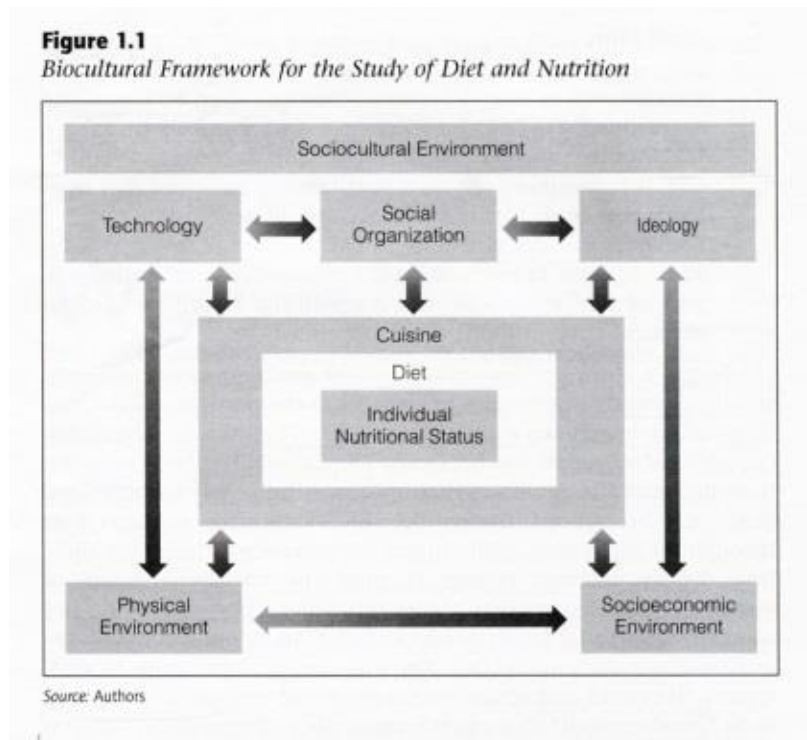 Figure 1.1
Biocultural Framework for the Study of Diet and Nutrition
Sociocultural Environment
Technology
Social
Organization
Ideology
Cuisine
Diet
Individual
Nutritional Status
Physical
Environment
Socioeconomic
Environment
Source: Authors